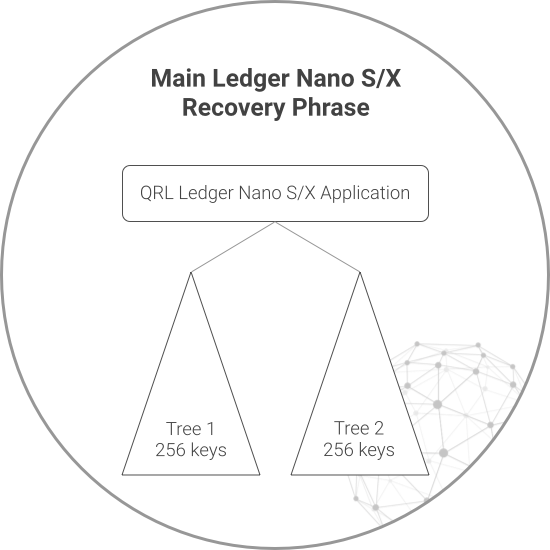 Main Ledger Nano S/X
Recovery Phrase
QRL Ledger Nano S/X Application
Tree 1
256 keys
Tree 2
256 keys